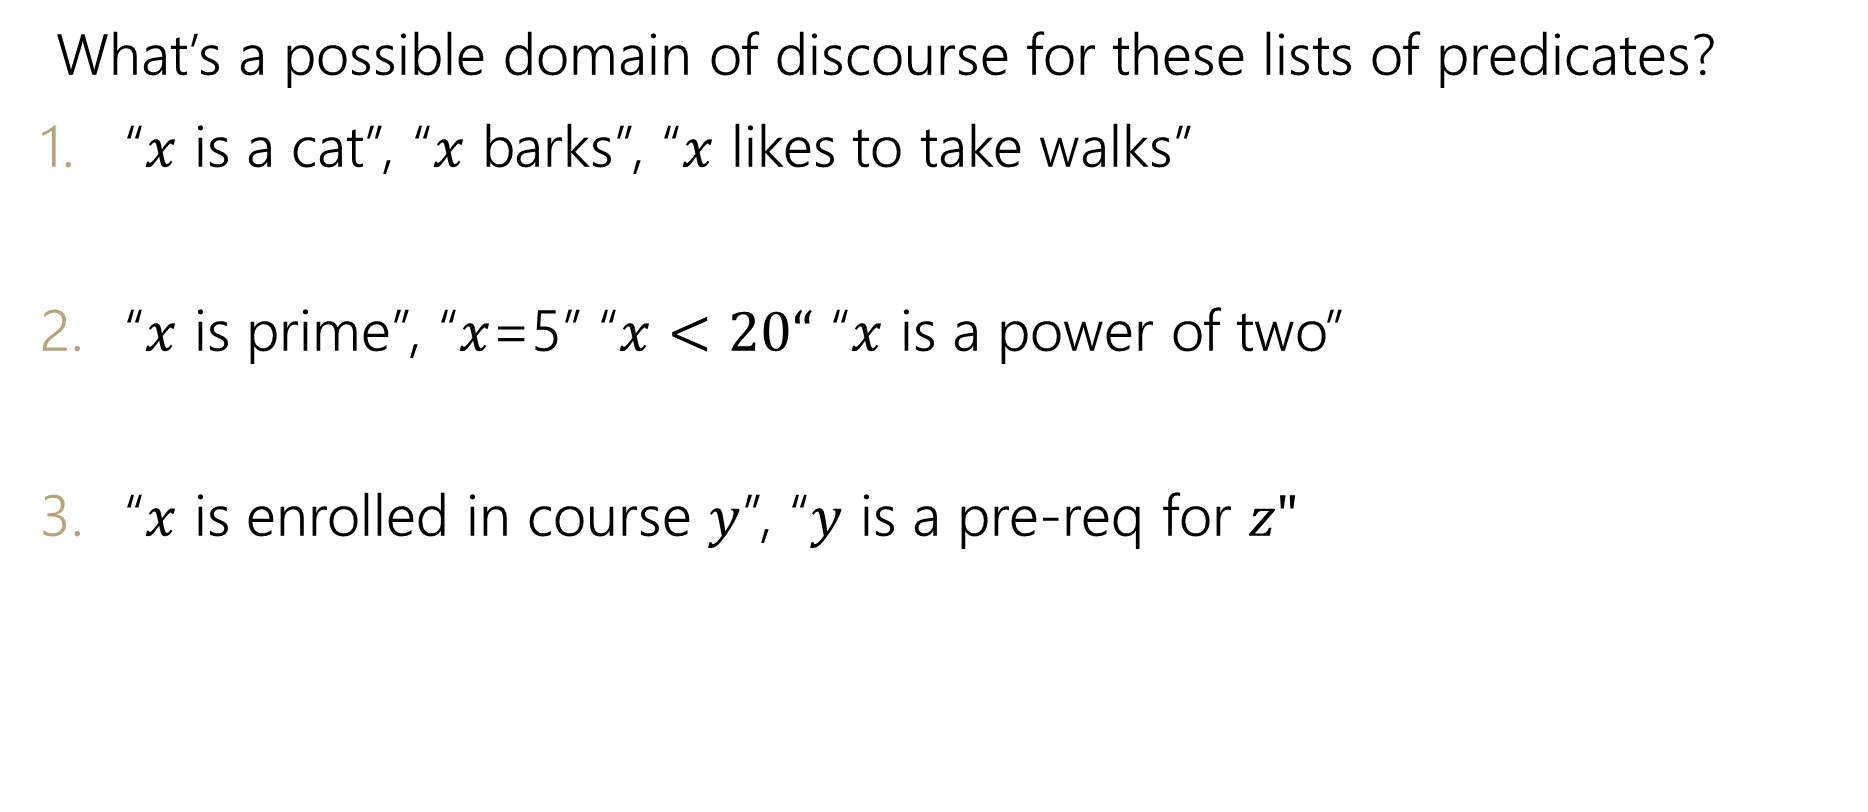 What’s a possible domain of discourse for these lists of predicates?
1. “x is a cat”, “x barks”, “x likes to take walks”
2. “x is prime”, “x=5” “x < 20“ “x is a power of two”
3. “x is enrolled in course y”, “y is a pre-req for z"